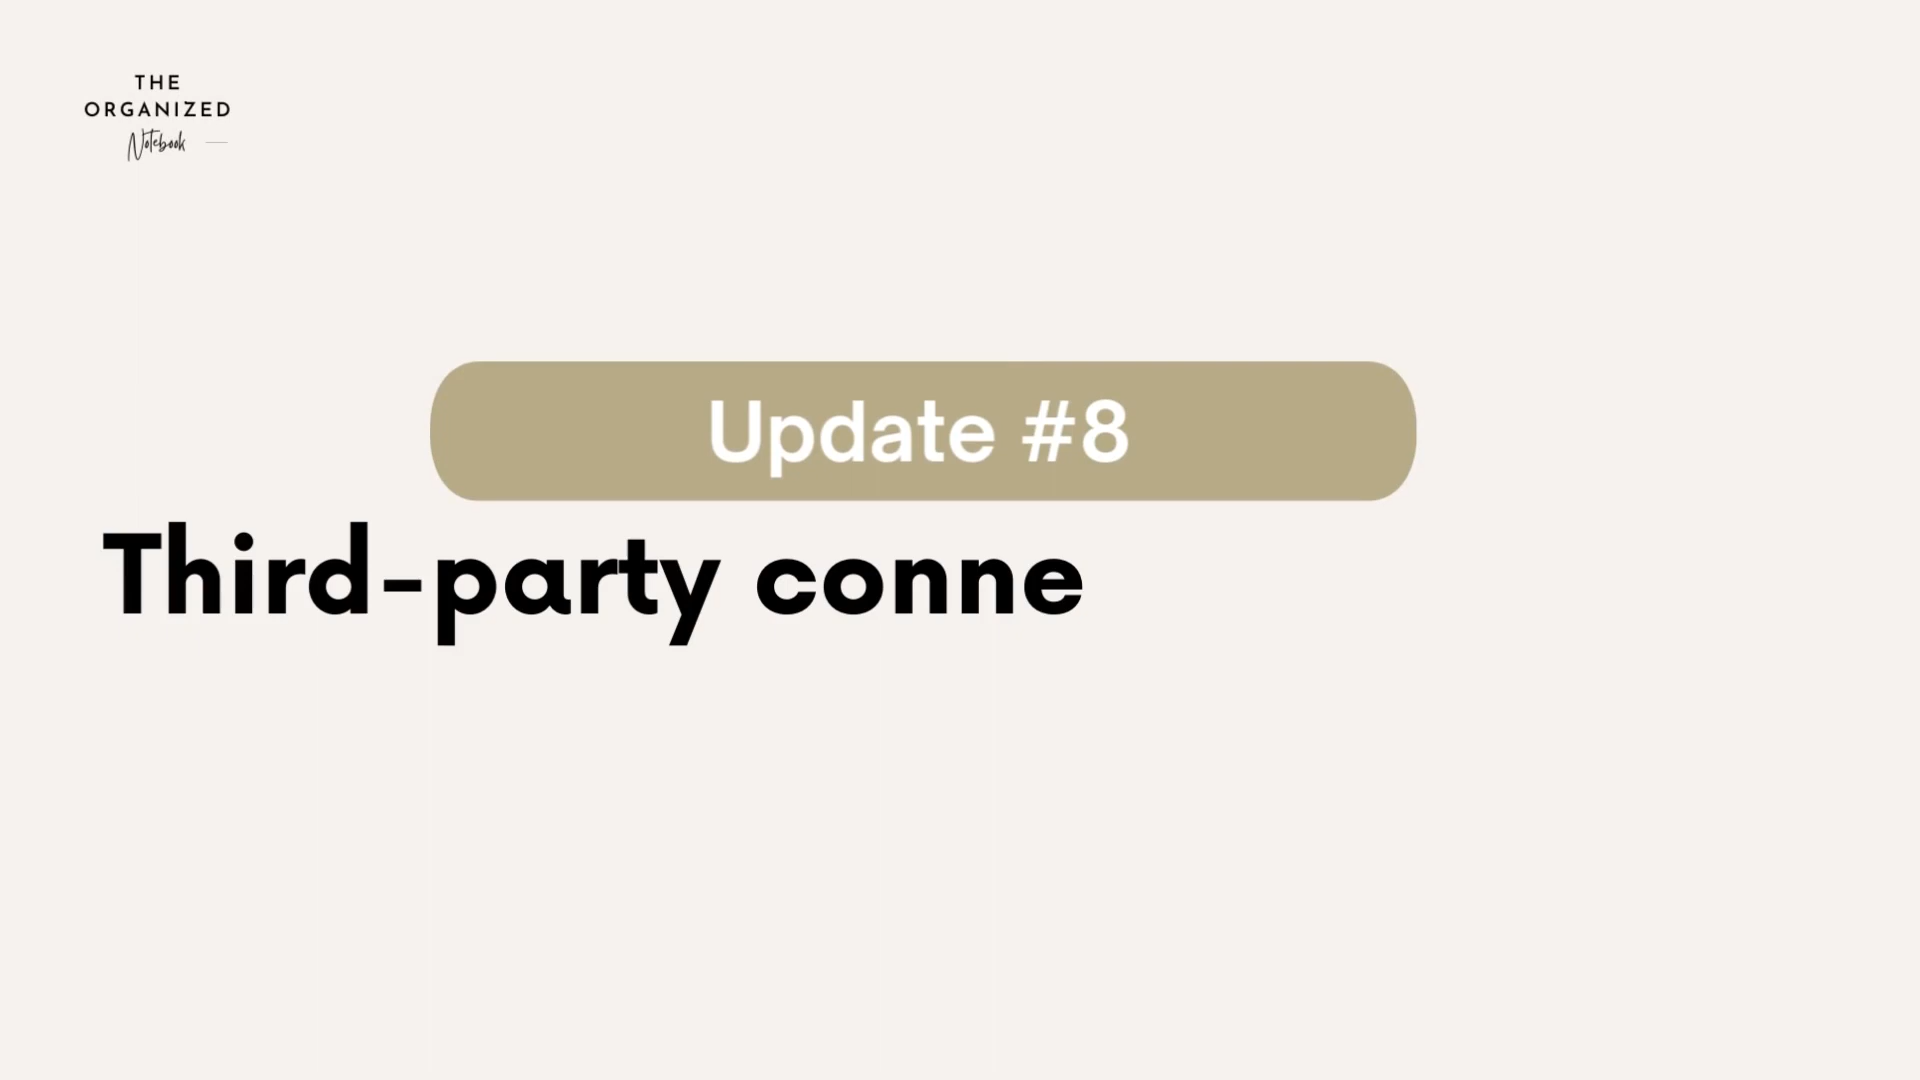 THE
ORGANIZED
Notebook
Update #8
Third-party conne